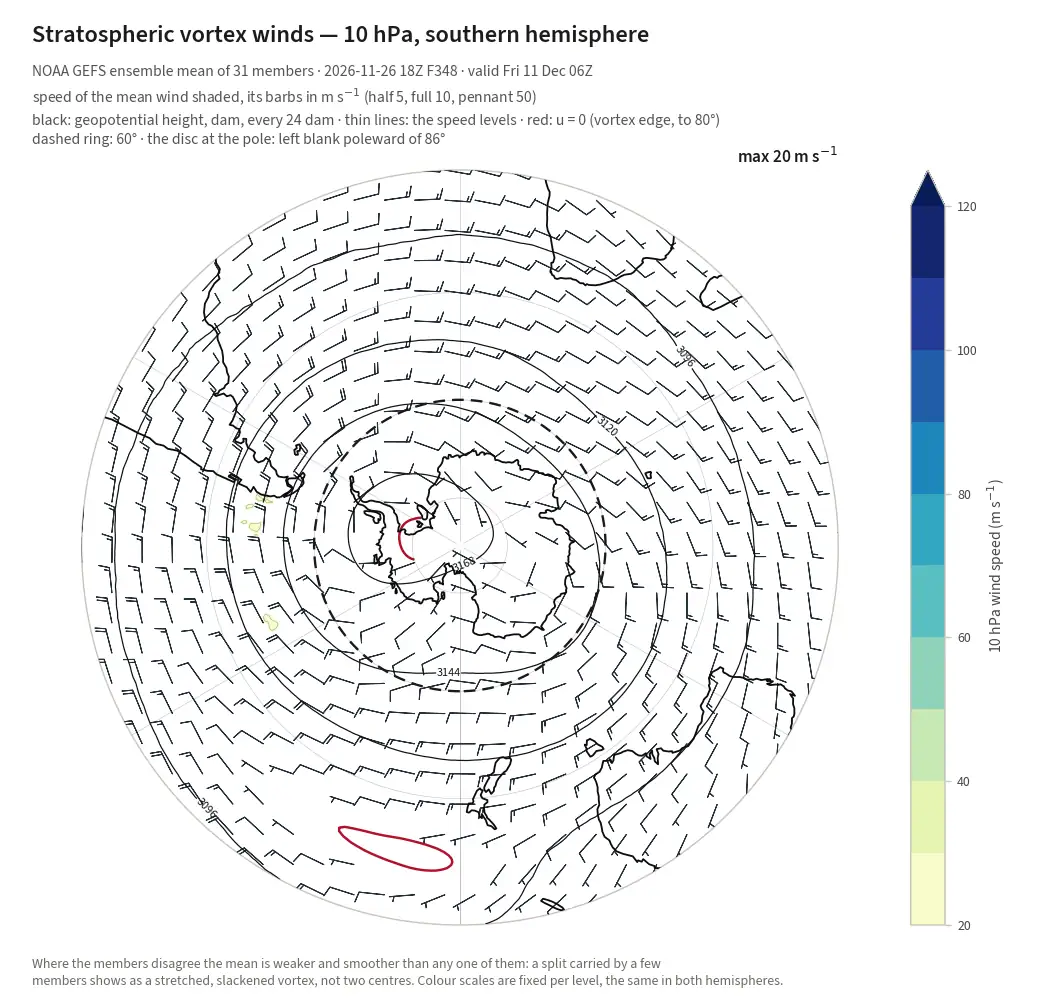 Stratospheric vortex winds — 10 hPa, southern hemisphere
NOAA GEFS ensemble mean of 31 members · 2026-11-26 18Z F348 · valid Fri 11 Dec 06Z
speed of the mean wind shaded, its barbs in m s⁻¹ (half 5, full 10, pennant 50)
black: geopotential height, dam, every 24 dam · thin lines: the speed levels · red: u = 0 (vortex edge, to 80°)
dashed ring: 60° · the disc at the pole: left blank poleward of 86°
max 20 m s⁻¹
120
100
80
60
40
20
10 hPa wind speed (m s⁻¹)
3096
3120
3168
3144
3096
Where the members disagree the mean is weaker and smoother than any one of them: a split carried by a few
members shows as a stretched, slackened vortex, not two centres. Colour scales are fixed per level, the same in both hemispheres.